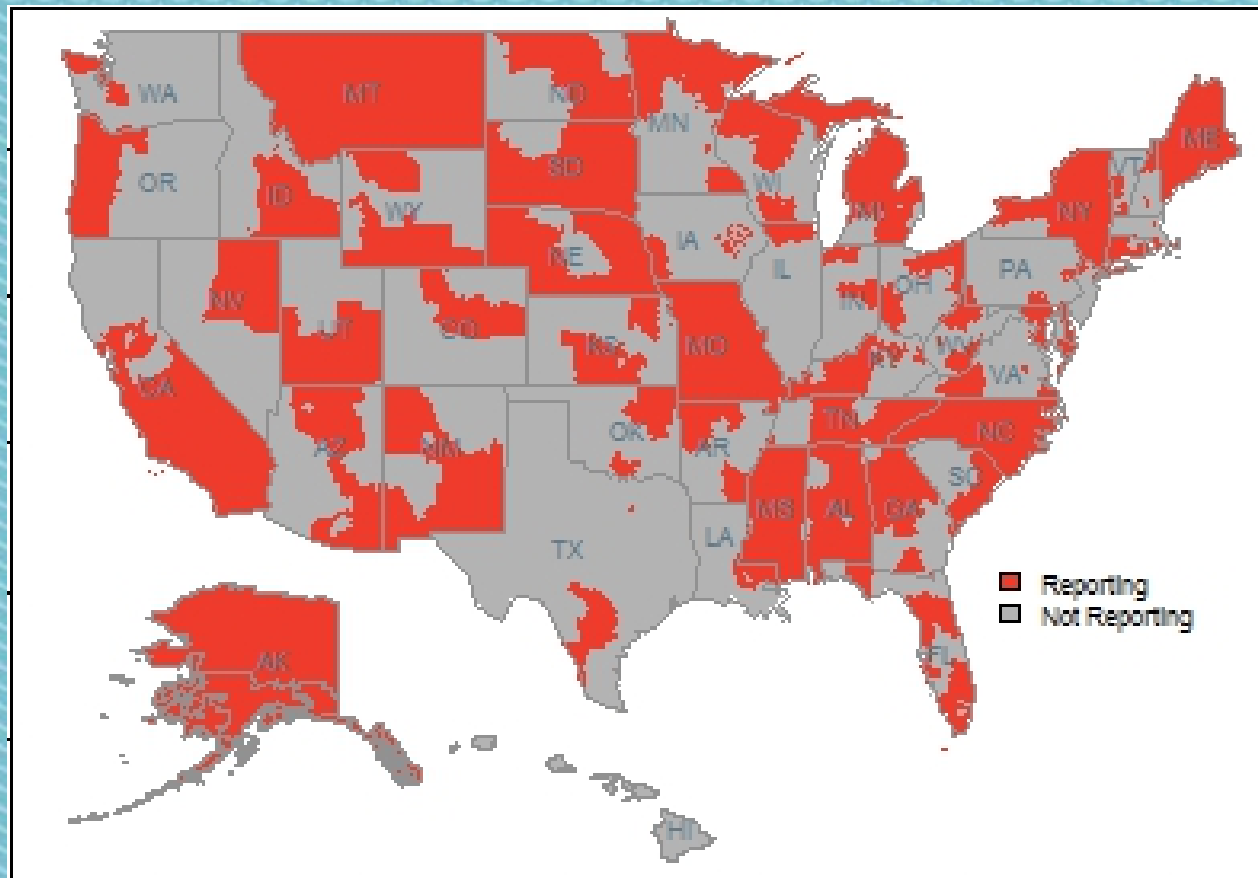 WA
MT
ND
MN
ME
OR
ID
SD
WI
VT
WY
MI
NY
IA
NE
IL
PA
NV
IN
OH
UT
CO
KS
MO
KY
WV
CA
VA
AZ
NM
OK
AR
TN
NC
SC
MS
AL
GA
LA
TX
Reporting
Not Reporting
FL
AK
HI